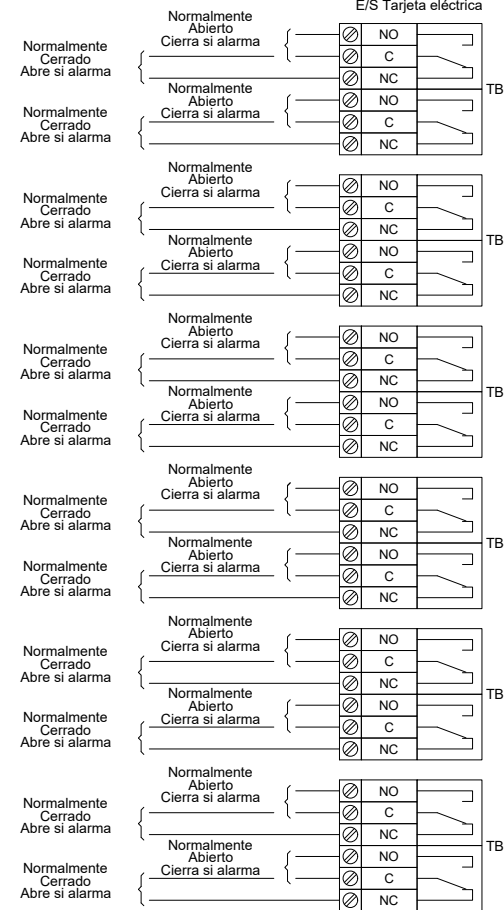 E/S Tarjeta eléctrica
Normalmente
Abierto
Cierra si alarma
Normalmente
Cerrado
Abre si alarma
NO
C
NC
TB
Normalmente
Abierto
Cierra si alarma
Normalmente
Cerrado
Abre si alarma
NO
C
NC
Normalmente
Abierto
Cierra si alarma
Normalmente
Cerrado
Abre si alarma
NO
C
NC
TB
Normalmente
Abierto
Cierra si alarma
Normalmente
Cerrado
Abre si alarma
NO
C
NC
Normalmente
Abierto
Cierra si alarma
Normalmente
Cerrado
Abre si alarma
NO
C
NC
TB
Normalmente
Abierto
Cierra si alarma
Normalmente
Cerrado
Abre si alarma
NO
C
NC
Normalmente
Abierto
Cierra si alarma
Normalmente
Cerrado
Abre si alarma
NO
C
NC
TB
Normalmente
Abierto
Cierra si alarma
Normalmente
Cerrado
Abre si alarma
NO
C
NC
Normalmente
Abierto
Cierra si alarma
Normalmente
Cerrado
Abre si alarma
NO
C
NC
TB
Normalmente
Abierto
Cierra si alarma
Normalmente
Cerrado
Abre si alarma
NO
C
NC
Normalmente
Abierto
Cierra si alarma
Normalmente
Cerrado
Abre si alarma
NO
C
NC
TB
Normalmente
Abierto
Cierra si alarma
Normalmente
Cerrado
Abre si alarma
NO
C
NC